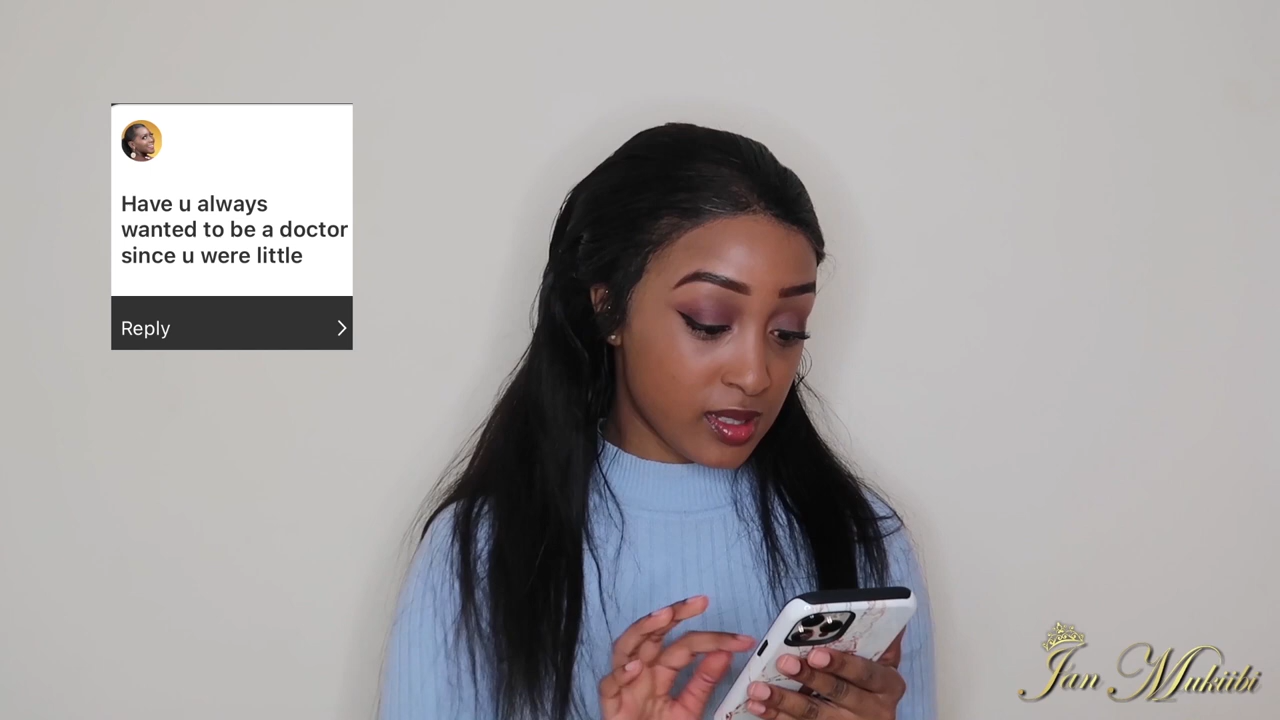 Have u always
wanted to be a doctor
since u were little
Reply
Jan Mukiibi